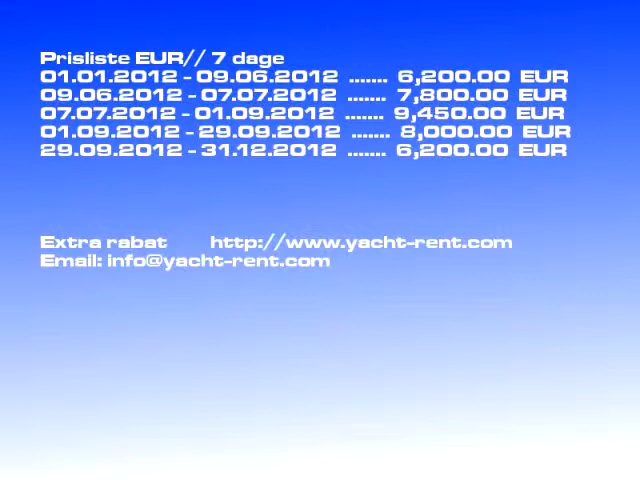 Prisliste EUR// 7 dage
01.01.2012 - 09.06.2012 ....... 6,200.00 EUR
09.06.2012 - 07.07.2012 ....... 7,800.00 EUR
07.07.2012 - 01.09.2012 ....... 9,450.00 EUR
01.09.2012 - 29.09.2012 ....... 8,000.00 EUR
29.09.2012 - 31.12.2012 ....... 6,200.00 EUR
Extra rabat http://www.yacht-rent.com
Email: info@yacht-rent.com